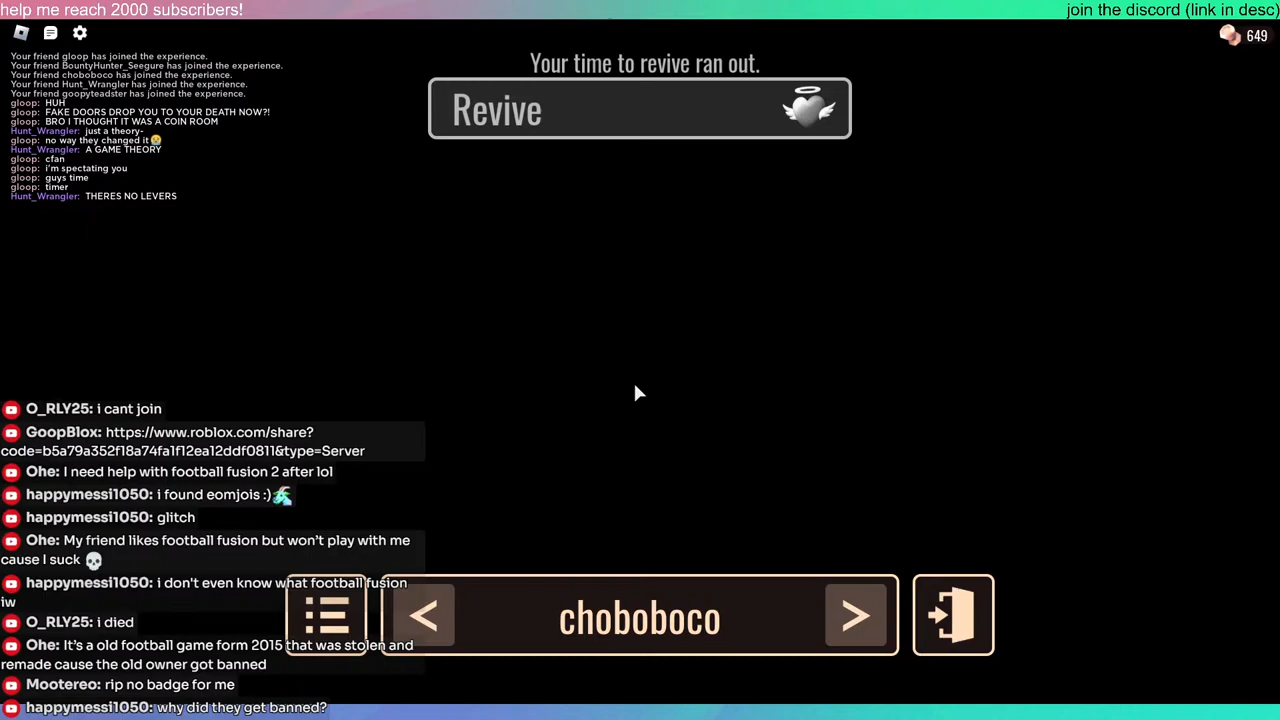 help me reach 2000 subscribers!
join the discord (link in desc)
649
Your friend gloop has joined the experience.
Your friend BountyHunter_Seegure has joined the experience.
Your friend choboboco has joined the experience.
Your friend Hunt_Wrangler has joined the experience.
Your friend goopyteadster has joined the experience.
gloop: HUH
gloop: FAKE DOORS DROP YOU TO YOUR DEATH NOW?!
gloop: BRO I THOUGHT IT WAS A COIN ROOM
Hunt_Wrangler: just a theory-
gloop: no way they changed it😭
Hunt_Wrangler: A GAME THEORY
gloop: cfan
gloop: i'm spectating you
gloop: guys time
gloop: timer
Hunt_Wrangler: THERES NO LEVERS
Your time to revive ran out.
Revive
O_RLY25: i cant join
GoopBlox: https://www.roblox.com/share?
code=b5a79a352f18a74fa1f12ea12ddf0811&type=Server
Ohe: I need help with football fusion 2 after lol
happymessi1050: i found eomjois :)
happymessi1050: glitch
Ohe: My friend likes football fusion but won't play with me
cause I suck 💀
happymessi1050: i don't even know what football fusion
iw
O_RLY25: i died
Ohe: It's a old football game form 2015 that was stolen and
remade cause the old owner got banned
Mootereo: rip no badge for me
happymessi1050: why did they get banned?
< choboboco >